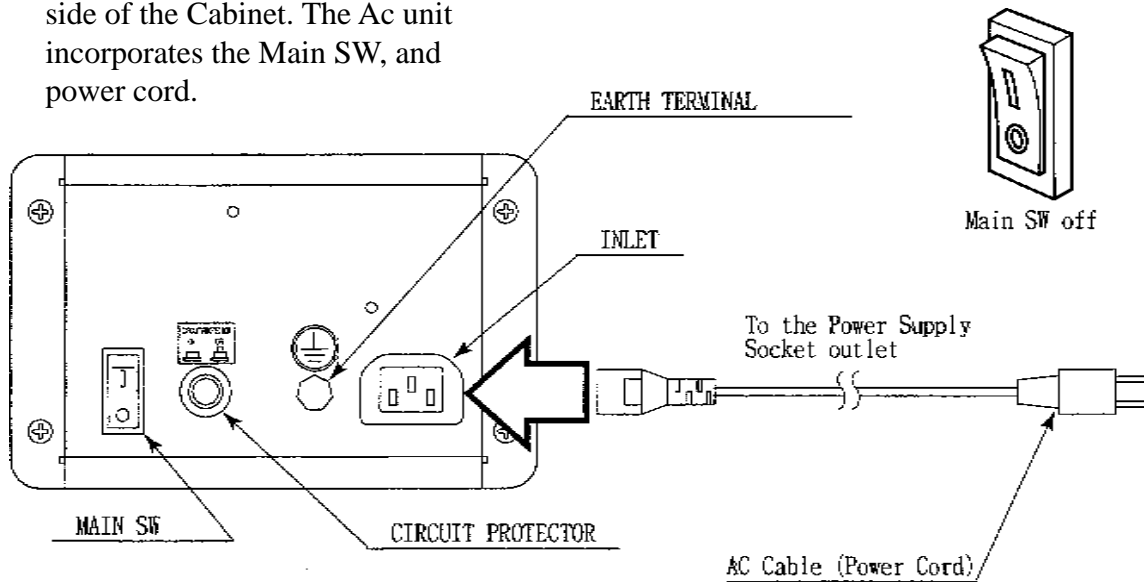 side of the Cabinet. The Ac unit
incorporates the Main SW, and
power cord.
EARTH TERMINAL
Main SW off
INLET
To the Power Supply
Socket outlet
MAIN SW
CIRCUIT PROTECTOR
AC Cable (Power Cord)